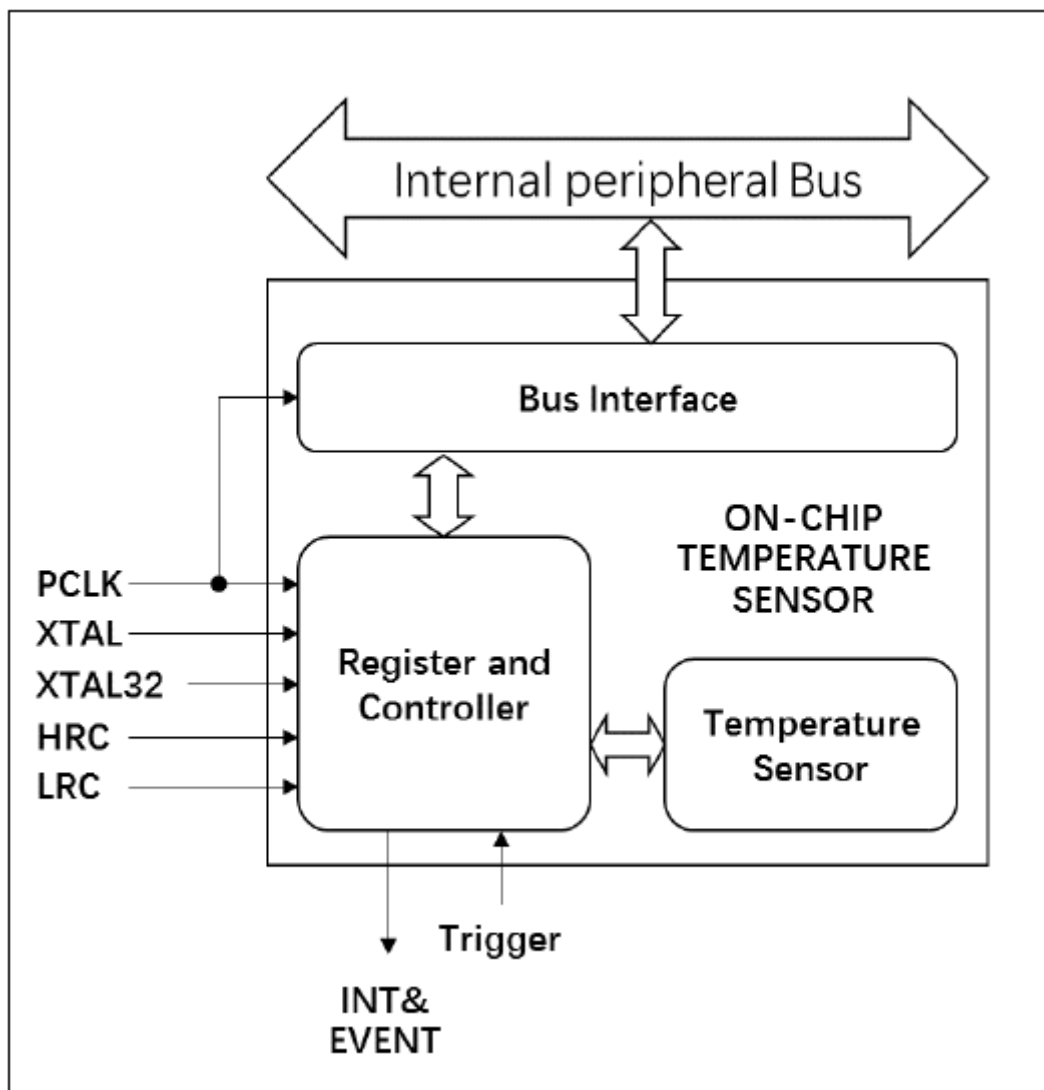 Internal peripheral Bus
Bus Interface
ON-CHIP
TEMPERATURE
SENSOR
PCLK
XTAL
XTAL32
HRC
LRC
Register and
Controller
Temperature
Sensor
Trigger
INT&
EVENT